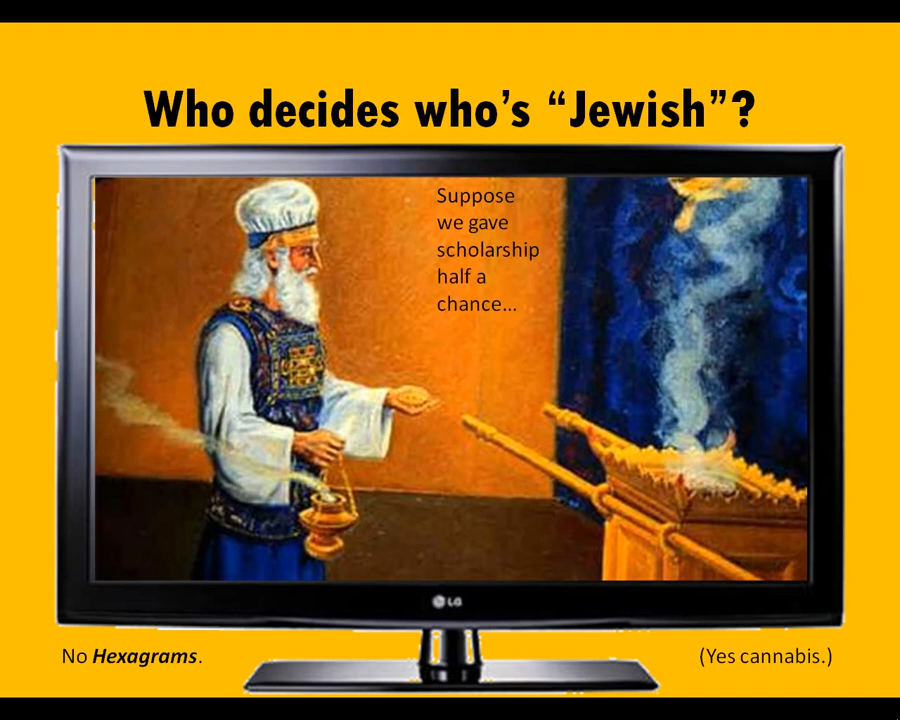 Who decides who's “Jewish”?
Suppose
we gave
scholarship
half a
chance...
LG
No Hexagrams.
(Yes cannabis.)